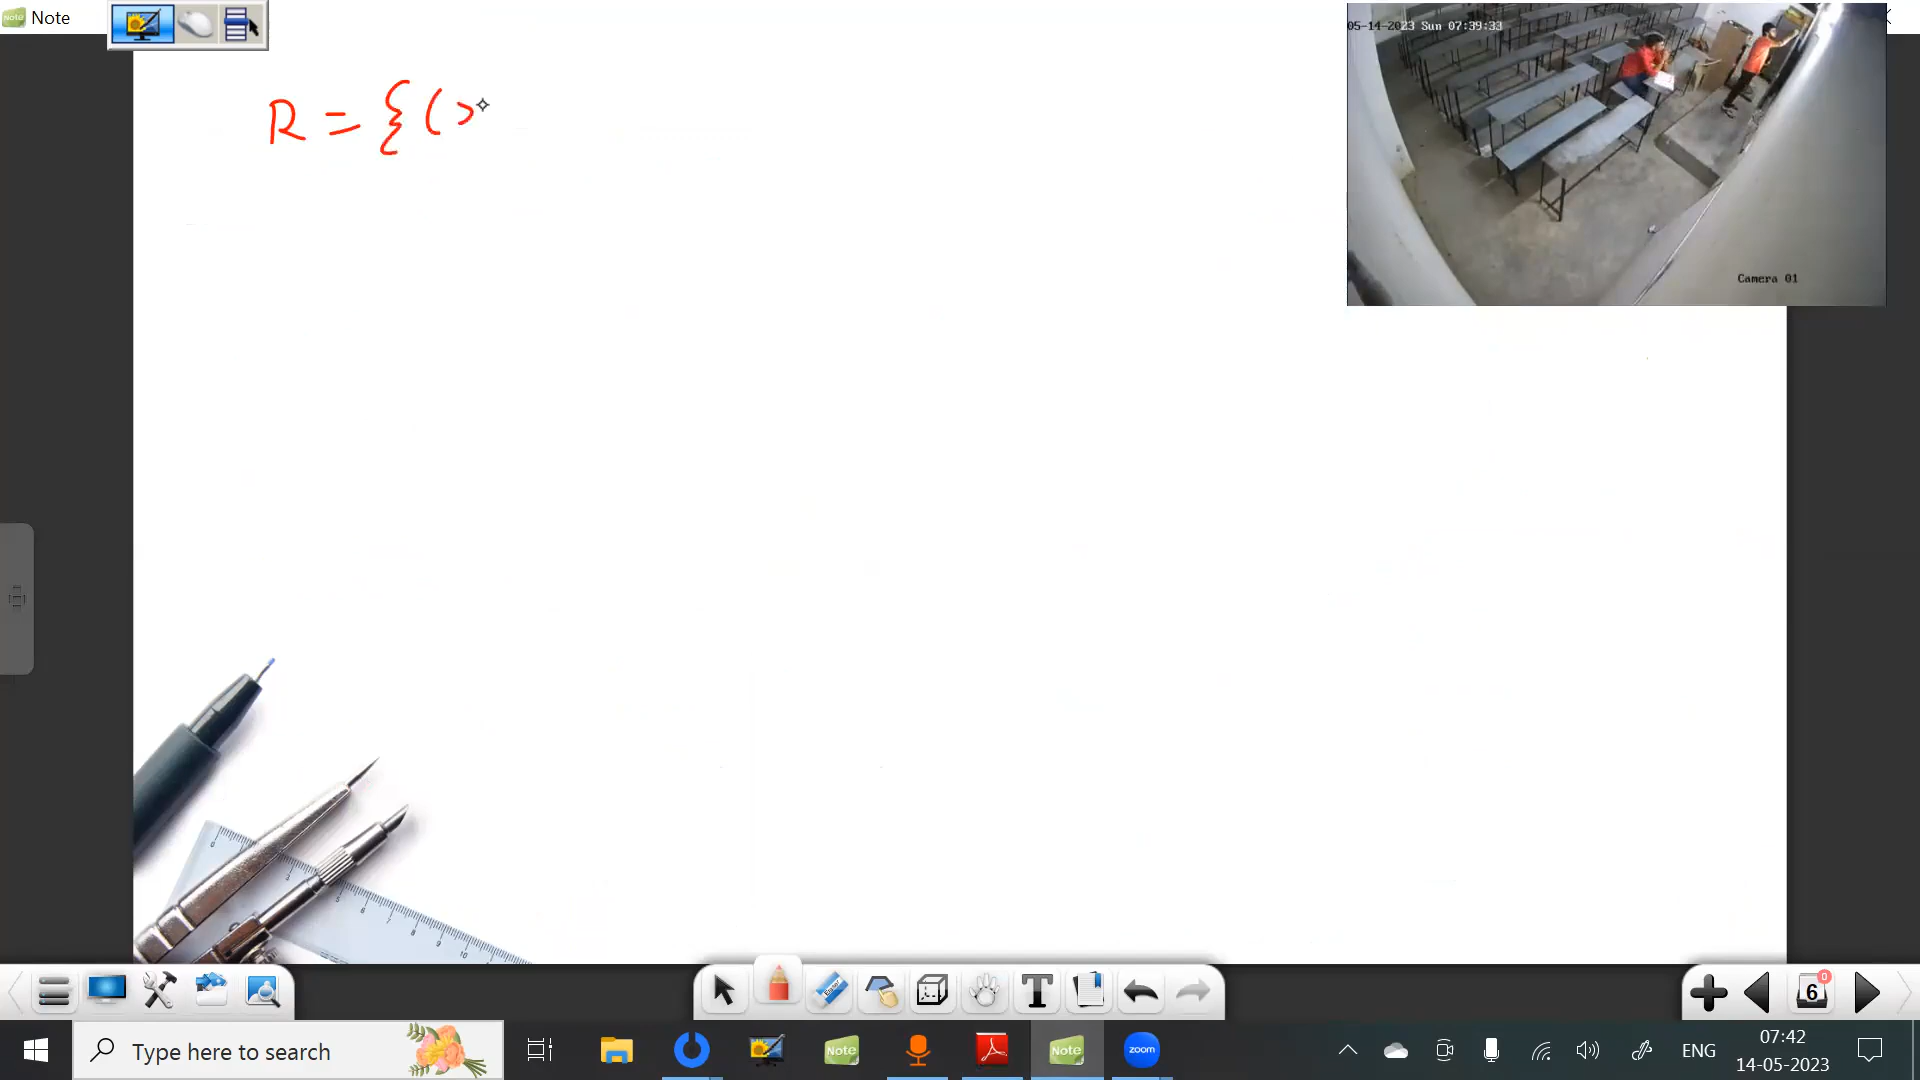 Note
05-14-2023 Sun 07:39:33
R = {(x
Camera 01
6
0
Type here to search
Note
Note
zoom
ENG
07:42
14-05-2023